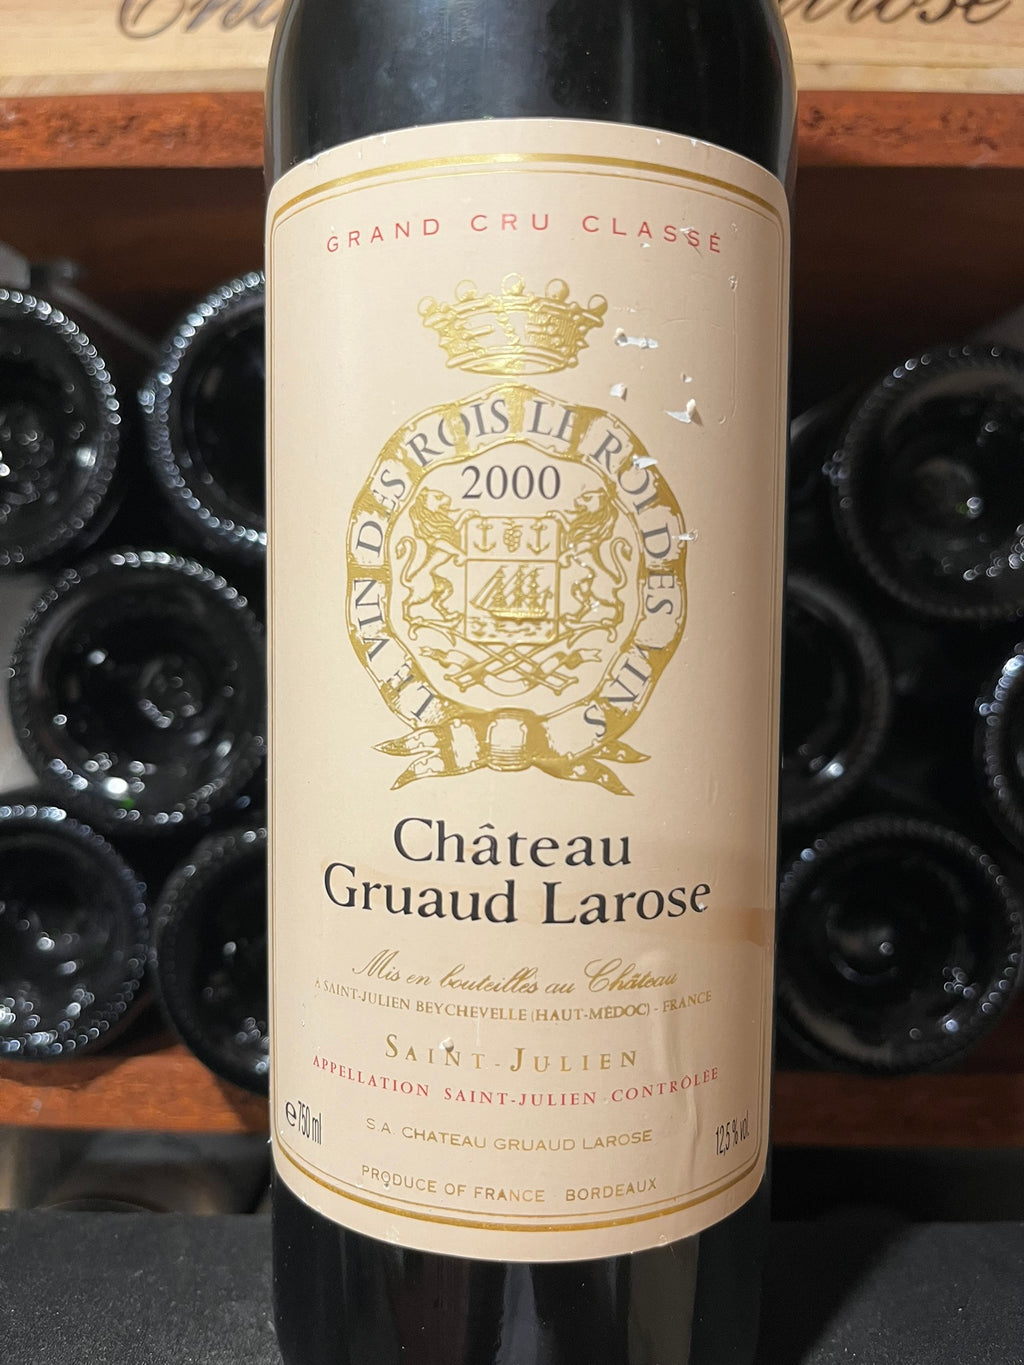 GRAND CRU CLASSÉ
LE VIN DES ROIS LE ROI DES VINS
2000
Château
Gruaud Larose
Mis en bouteilles au Château
A SAINT-JULIEN BEYCHEVELLE (HAUT-MÉDOC) - FRANCE
SAINT-JULIEN
APPELLATION SAINT-JULIEN CONTRÔLÉE
e 750 ml
12,5 % vol.
S.A. CHATEAU GRUAUD LAROSE
PRODUCE OF FRANCE BORDEAUX